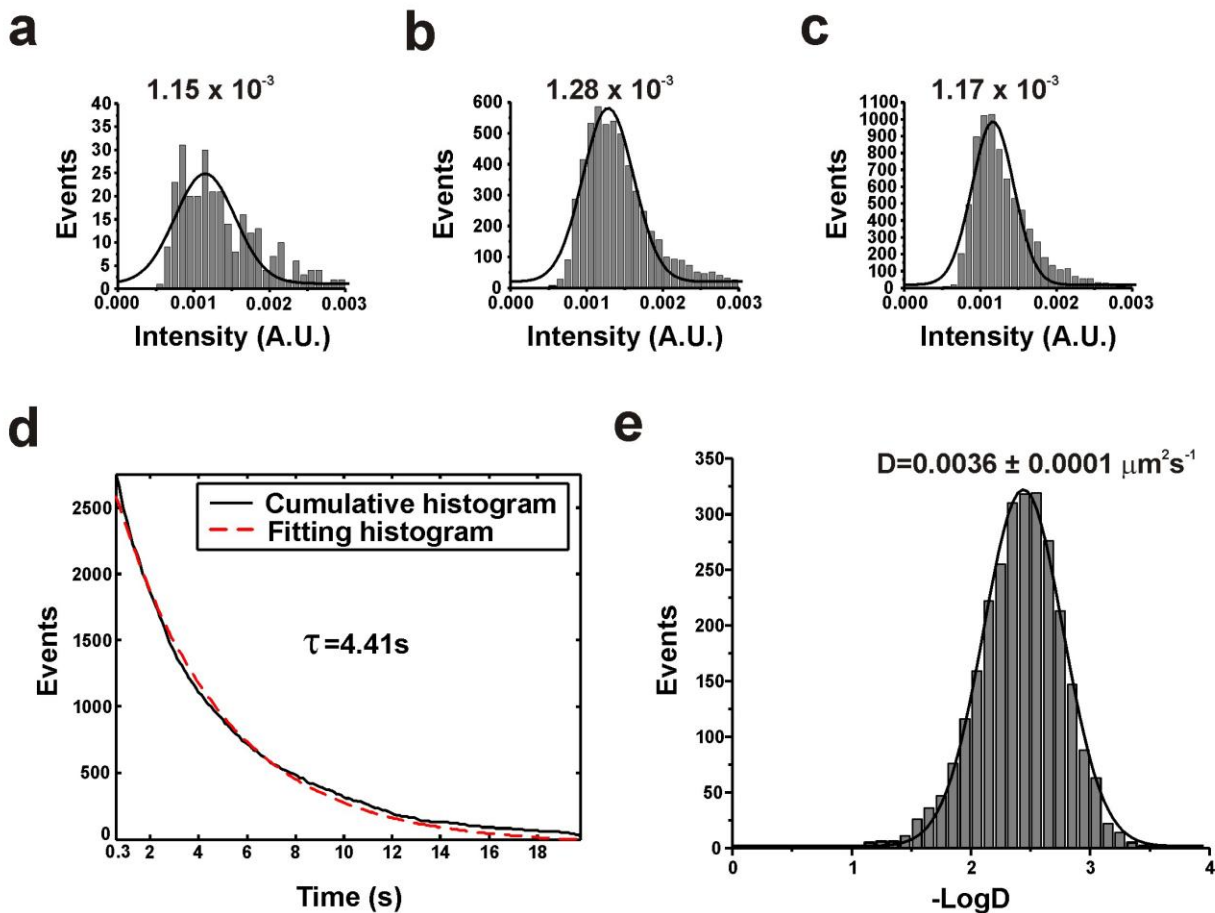 a
1.15 x 10⁻³
40
35
30
25
20
15
10
5
0
Events
0.000 0.001 0.002 0.003
Intensity (A.U.)
b
1.28 x 10⁻³
600
500
400
300
200
100
0
Events
0.000 0.001 0.002 0.003
Intensity (A.U.)
c
1.17 x 10⁻³
1100
1000
900
800
700
600
500
400
300
200
100
0
Events
0.000 0.001 0.002 0.003
Intensity (A.U.)
d
2500
2000
1500
1000
500
0
Events
Cumulative histogram
Fitting histogram
τ=4.41s
0.3 2 4 6 8 10 12 14 16 18
Time (s)
e
D=0.0036 ± 0.0001 μm²s⁻¹
350
300
250
200
150
100
50
0
Events
0 1 2 3 4
-LogD